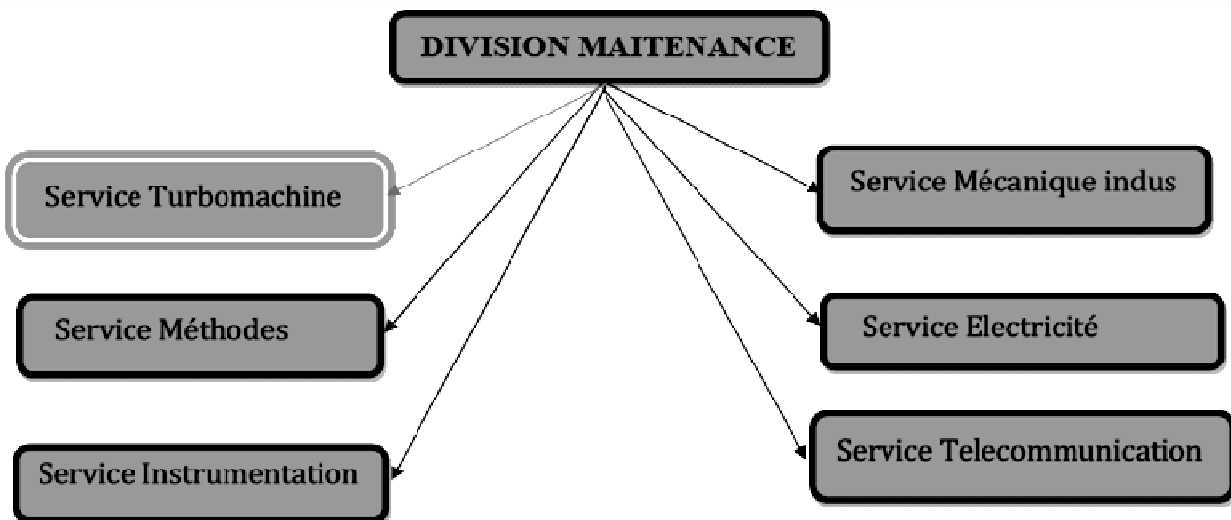 DIVISION MAITENANCE
Service Turbomachine
Service Mécanique indus
Service Méthodes
Service Electricité
Service Instrumentation
Service Telecommunication